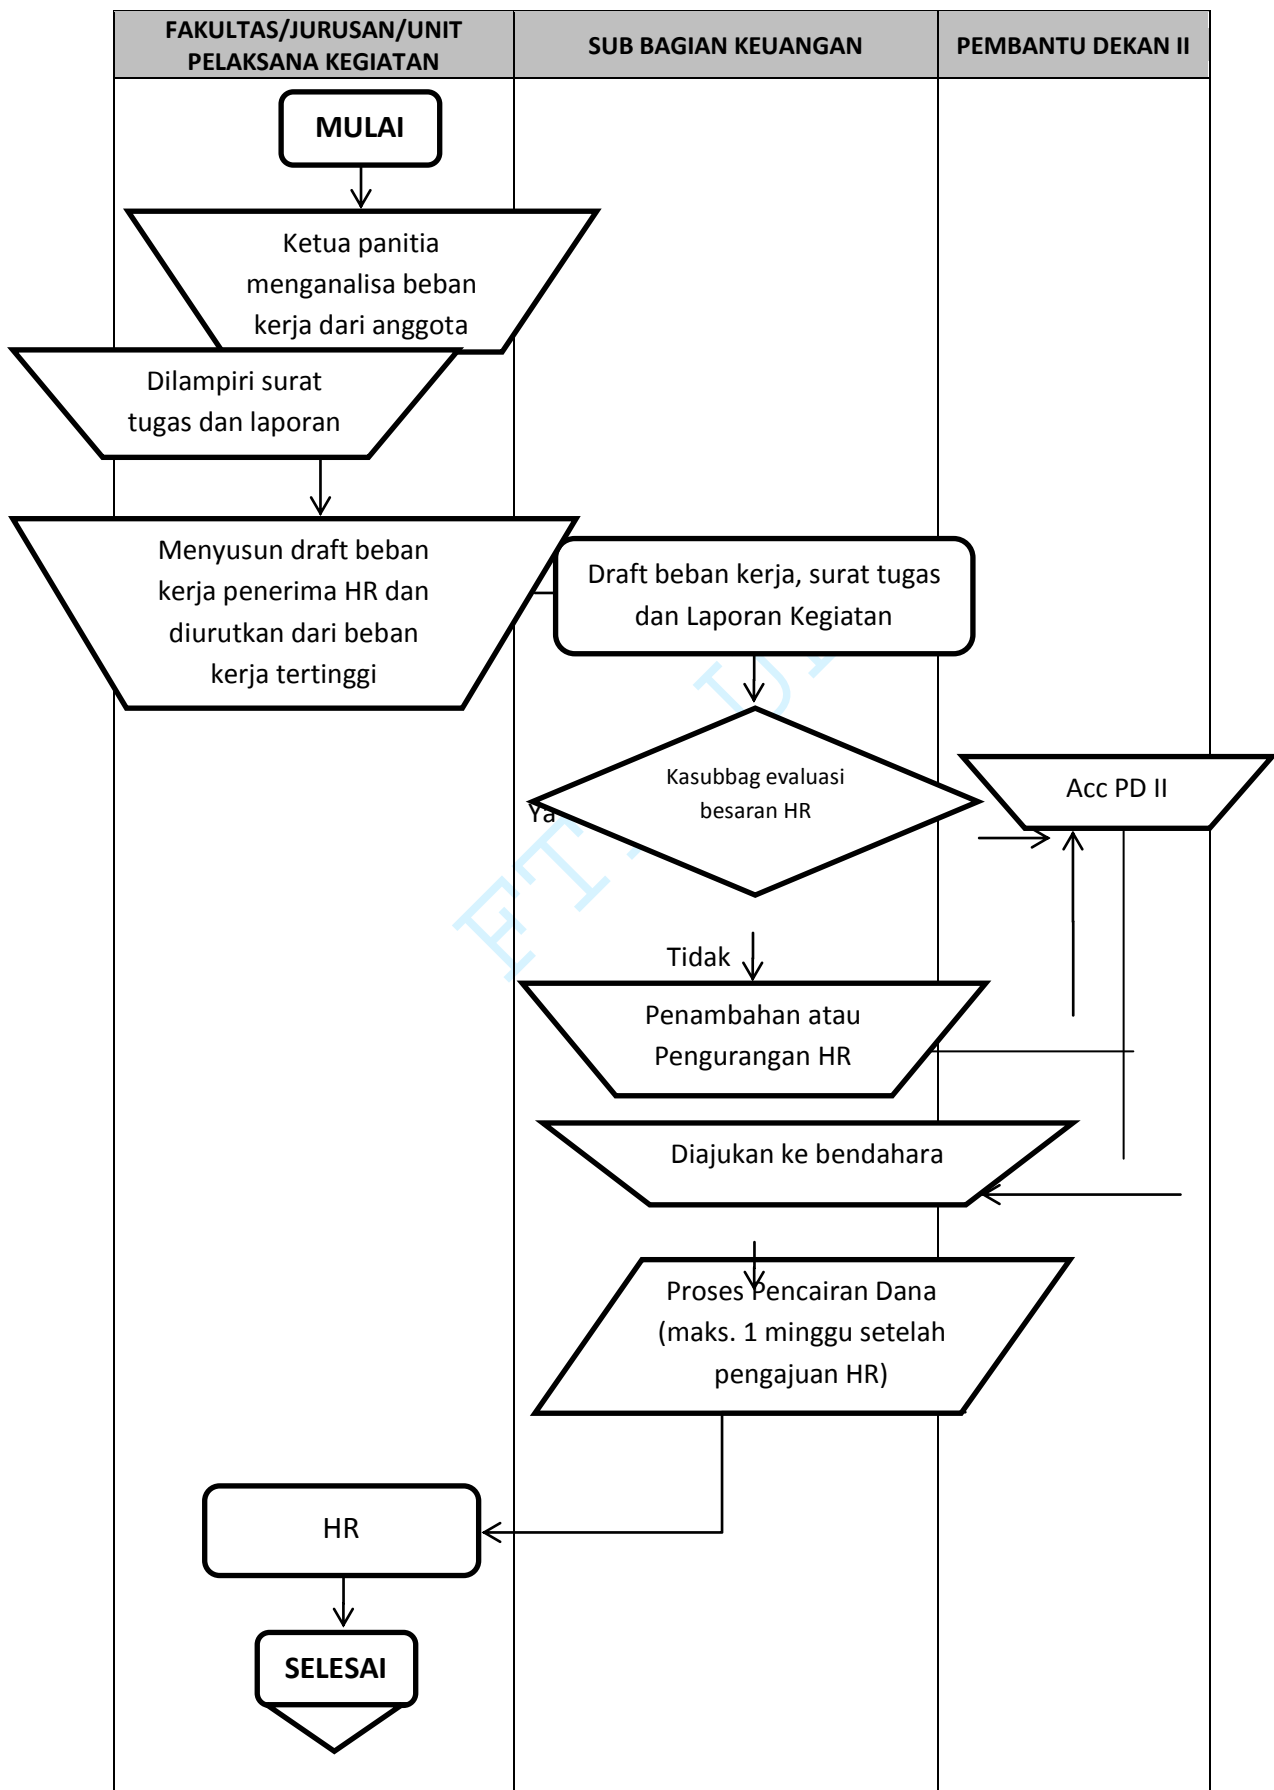 FAKULTAS/JURUSAN/UNIT
PELAKSANA KEGIATAN
SUB BAGIAN KEUANGAN
PEMBANTU DEKAN II
MULAI
Ketua panitia
menganalisa beban
kerja dari anggota
Dilampiri surat
tugas dan laporan
Menyusun draft beban
kerja penerima HR dan
diurutkan dari beban
kerja tertinggi
Draft beban kerja, surat tugas
dan Laporan Kegiatan
Kasubbag evaluasi
besaran HR
Ya
Acc PD II
Tidak
Penambahan atau
Pengurangan HR
Diajukan ke bendahara
Proses Pencairan Dana
(maks. 1 minggu setelah
pengajuan HR)
HR
SELESAI